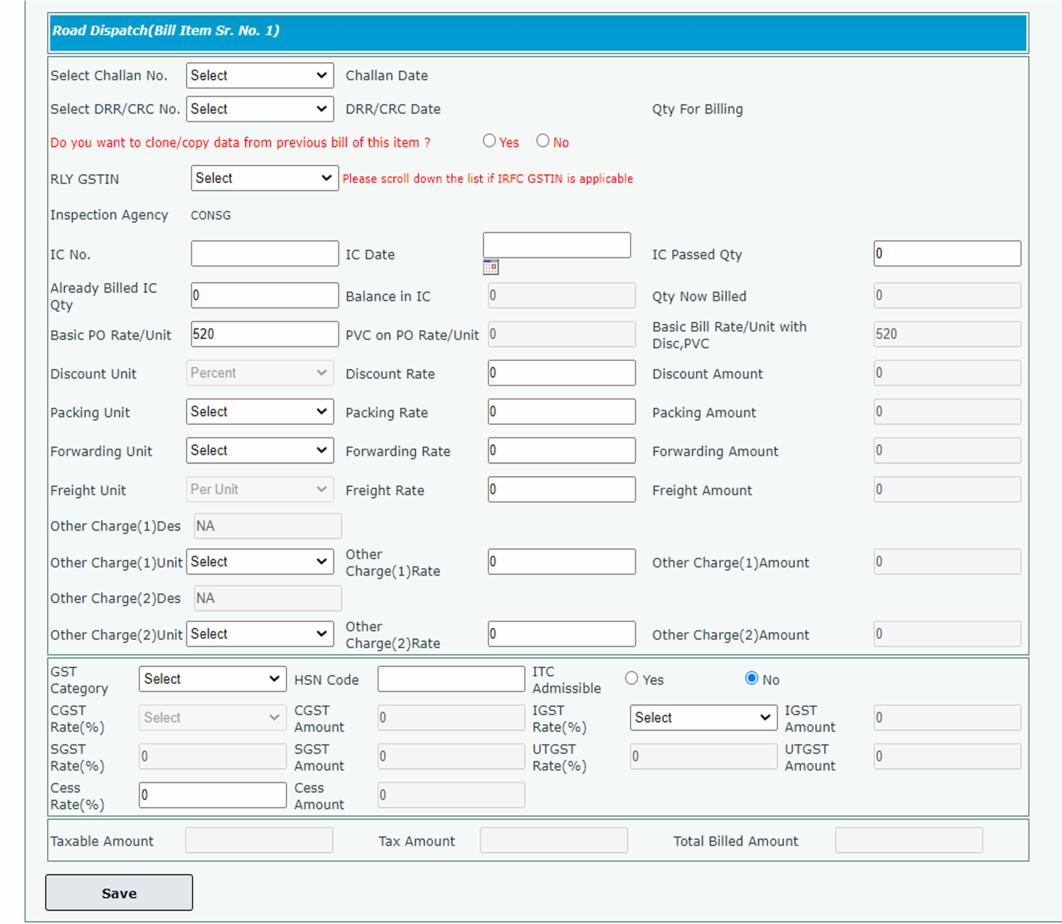 Road Dispatch(Bill Item Sr. No. 1)
Select Challan No. Select Challan Date
Select DRR/CRC No. Select DRR/CRC Date Qty For Billing
Do you want to clone/copy data from previous bill of this item ? Yes No
RLY GSTIN Select Please scroll down the list if IRFC GSTIN is applicable
Inspection Agency CONSG
IC No. IC Date IC Passed Qty 0
Already Billed IC Qty 0 Balance in IC 0 Qty Now Billed 0
Basic PO Rate/Unit 520 PVC on PO Rate/Unit 0 Basic Bill Rate/Unit with Disc,PVC 520
Discount Unit Percent Discount Rate 0 Discount Amount 0
Packing Unit Select Packing Rate 0 Packing Amount 0
Forwarding Unit Select Forwarding Rate 0 Forwarding Amount 0
Freight Unit Per Unit Freight Rate 0 Freight Amount 0
Other Charge(1)Des NA
Other Charge(1)Unit Select Other Charge(1)Rate 0 Other Charge(1)Amount 0
Other Charge(2)Des NA
Other Charge(2)Unit Select Other Charge(2)Rate 0 Other Charge(2)Amount 0
GST Category Select HSN Code ITC Admissible Yes No
CGST Rate(%) Select CGST Amount 0 IGST Rate(%) Select IGST Amount 0
SGST Rate(%) 0 SGST Amount 0 UTGST Rate(%) 0 UTGST Amount 0
Cess Rate(%) 0 Cess Amount 0
Taxable Amount Tax Amount Total Billed Amount
Save